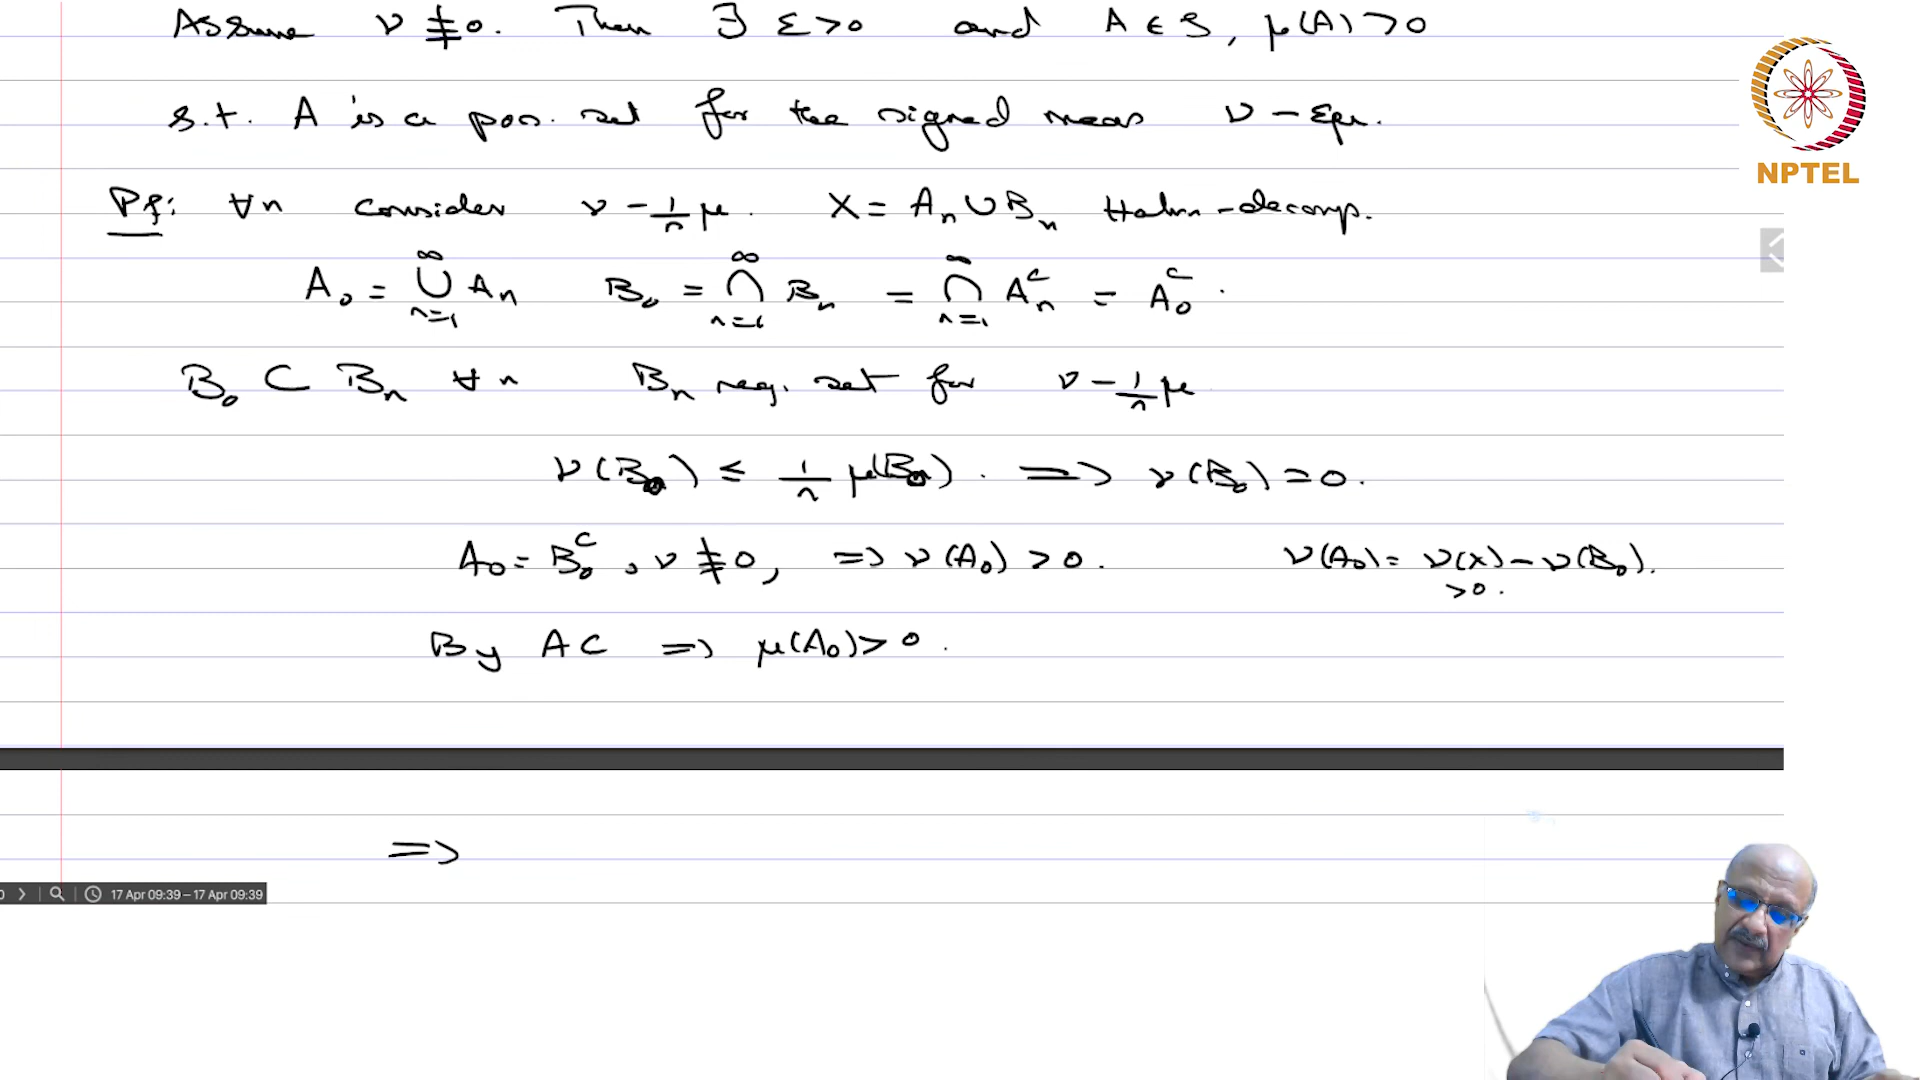 Assume ν ≢ 0. Then ∃ ε > 0 and A ∈ S, μ(A) > 0
s.t. A is a pos. set for the signed meas ν - εμ.
Pf: ∀n consider ν - 1/n μ. X = Aₙ ∪ Bₙ Hahn-decomp.
A₀ = ∪_{n=1}^{∞} Aₙ B₀ = ∩_{n=1}^{∞} Bₙ = ∩_{n=1}^{∞} Aₙᶜ = A₀ᶜ.
B₀ ⊂ Bₙ ∀n Bₙ neg. set for ν - 1/n μ
ν(B₀) ≤ 1/n μ(B₀). ⟹ ν(B₀) = 0.
A₀ = B₀ᶜ, ν ≢ 0, ⟹ ν(A₀) > 0. ν(A₀) = ν(X) - ν(B₀).
> 0.
By AC ⟹ μ(A₀) > 0.
⟹
17 Apr 09:39 – 17 Apr 09:39
NPTEL